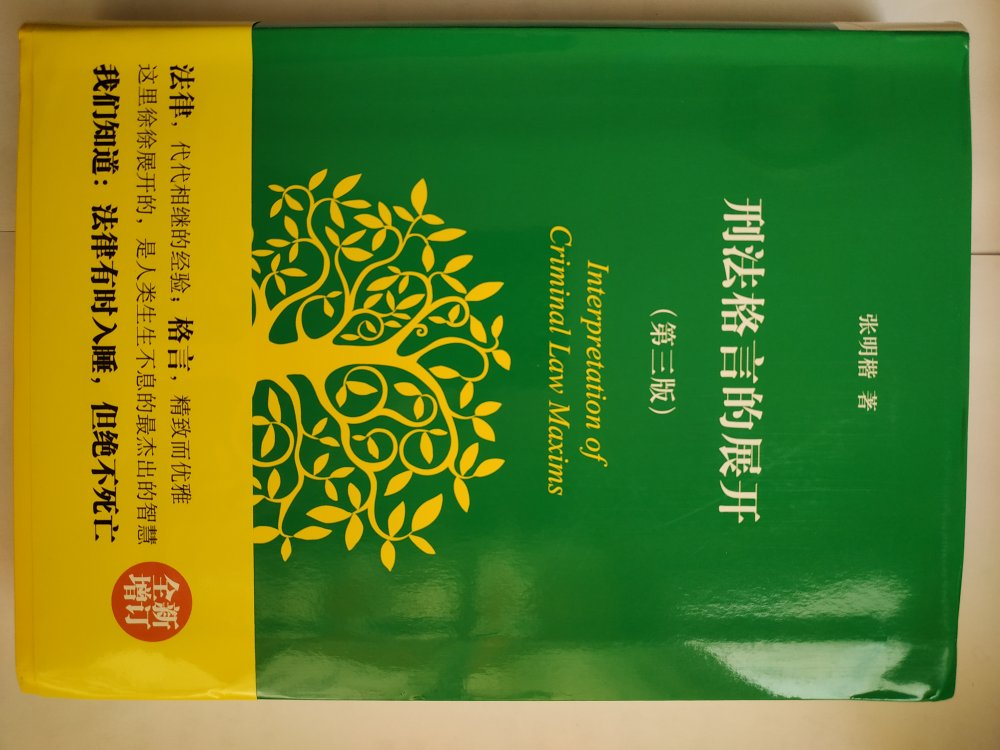 张明楷 著
刑法格言的展开
（第三版）
Interpretation of
Criminal Law Maxims
法律，代代相继的经验；格言，精致而优雅
这里徐徐展开的，是人类生生不息的最杰出的智慧
我们知道：法律有时入睡，但绝不死亡
全新
增订